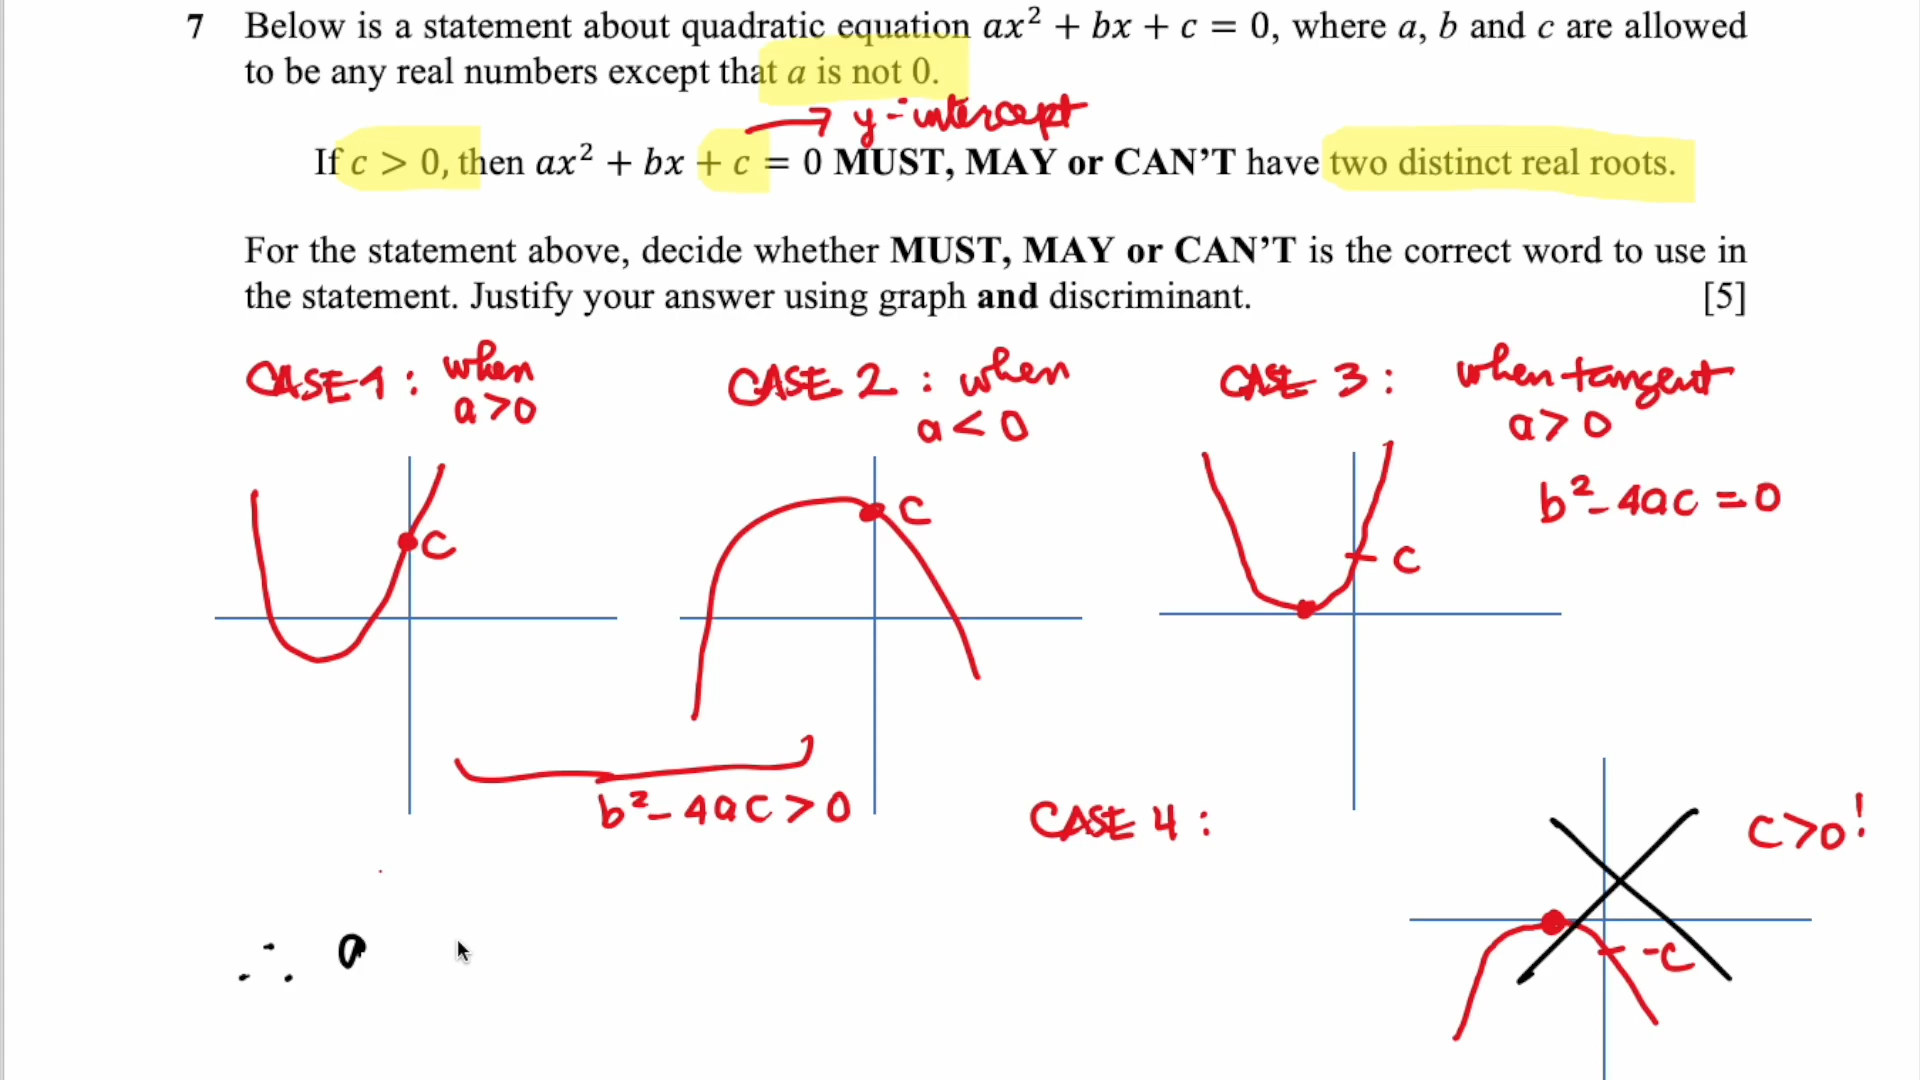 7 Below is a statement about quadratic equation ax² + bx + c = 0, where a, b and c are allowed
to be any real numbers except that a is not 0.
→ y-intercept
If c > 0, then ax² + bx + c = 0 MUST, MAY or CAN'T have two distinct real roots.
For the statement above, decide whether MUST, MAY or CAN'T is the correct word to use in
the statement. Justify your answer using graph and discriminant. [5]
CASE 1 : when
a > 0
CASE 2 : when
a < 0
CASE 3 : when tangent
a > 0
b² - 4ac = 0
C
C
C
b² - 4ac > 0
CASE 4 :
C > 0 !
-C
∴